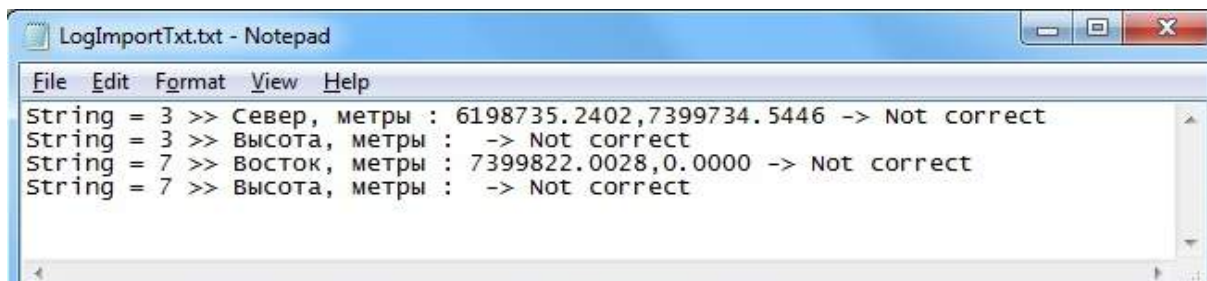 LogImportTxt.txt - Notepad
File Edit Format View Help
String = 3 >> Север, метры : 6198735.2402,7399734.5446 -> Not correct
String = 3 >> Высота, метры :  -> Not correct
String = 7 >> Восток, метры : 7399822.0028,0.0000 -> Not correct
String = 7 >> Высота, метры :  -> Not correct